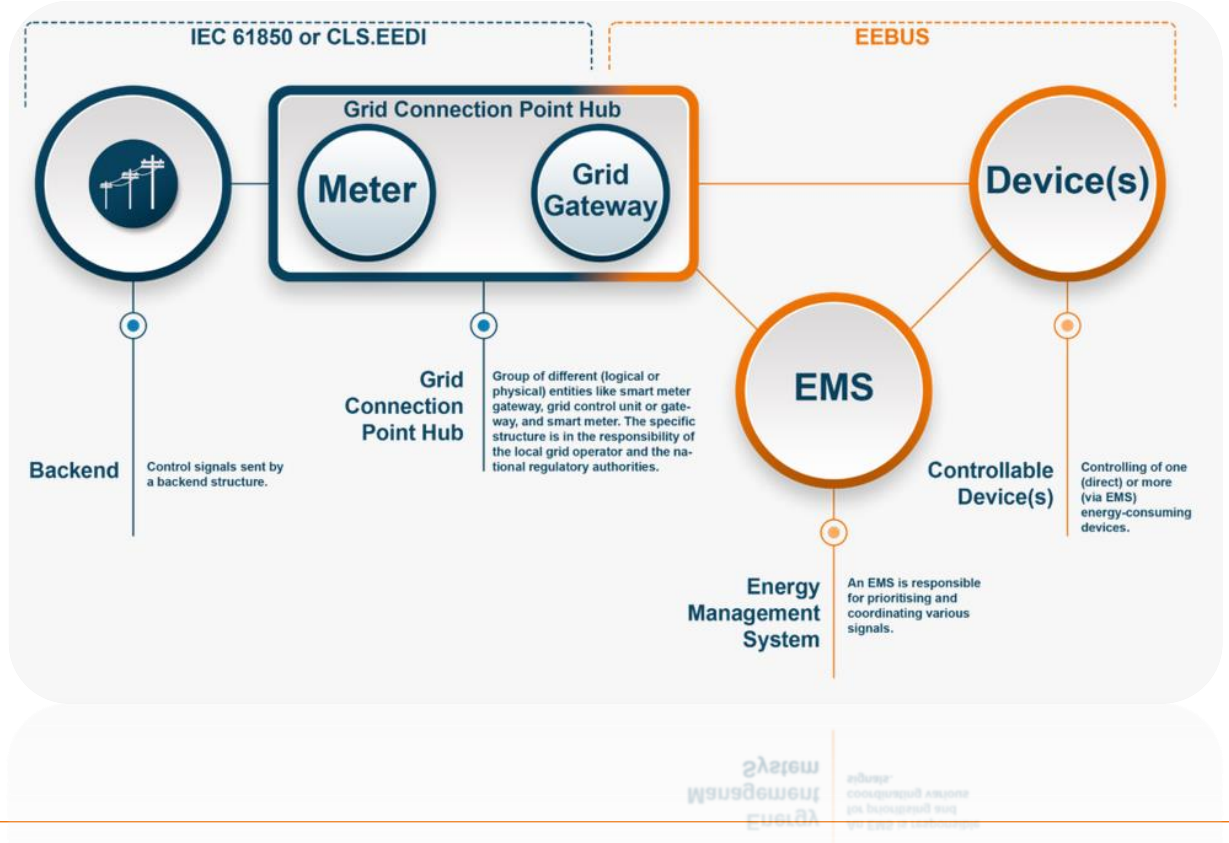 IEC 61850 or CLS.EEDI
EEBUS
Grid Connection Point Hub
Meter
Grid
Gateway
Device(s)
EMS
Backend
Control signals sent by
a backend structure.
Grid
Connection
Point Hub
Group of different (logical or
physical) entities like smart meter
gateway, grid control unit or gate-
way, and smart meter. The specific
structure is in the responsibility of
the local grid operator and the na-
tional regulatory authorities.
Controllable
Device(s)
Controlling of one
(direct) or more
(via EMS)
energy-consuming
devices.
Energy
Management
System
An EMS is responsible
for prioritising and
coordinating various
signals.